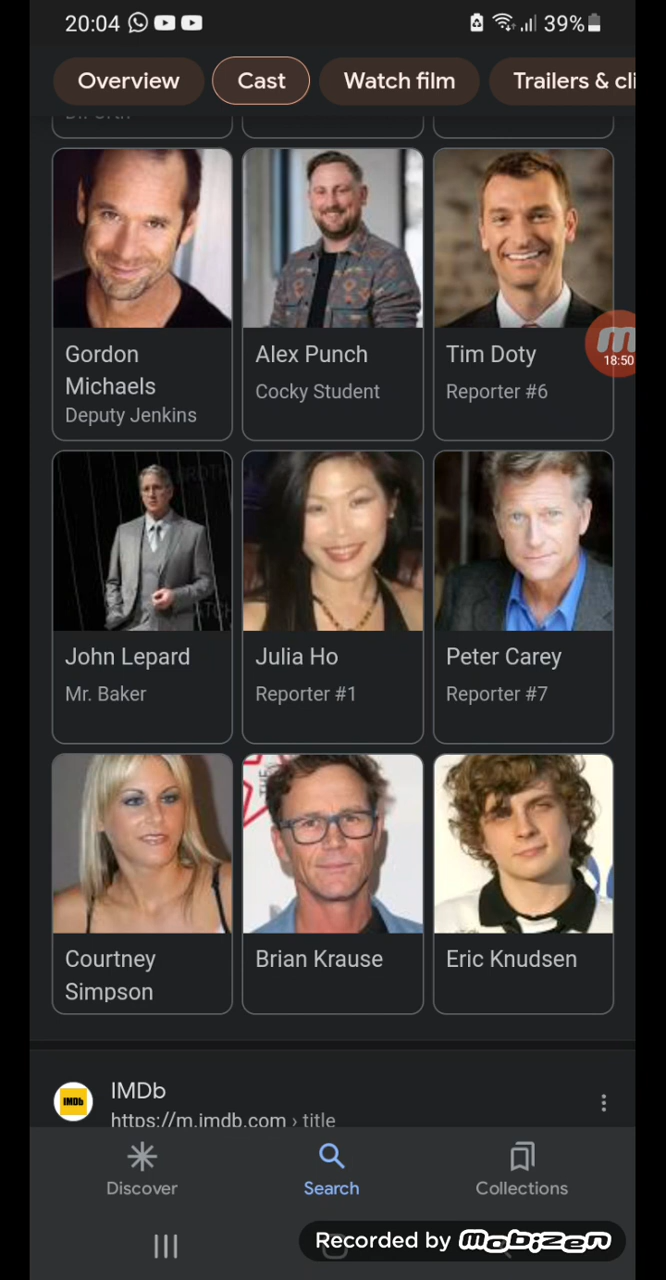 20:04
39%
Overview
Cast
Watch film
Trailers & cli
Gordon
Michaels
Deputy Jenkins
Alex Punch
Cocky Student
Tim Doty
Reporter #6
18:50
John Lepard
Mr. Baker
Julia Ho
Reporter #1
Peter Carey
Reporter #7
Courtney
Simpson
Brian Krause
Eric Knudsen
IMDb
IMDb
https://m.imdb.com › title
Discover
Search
Collections
Recorded by mobizen